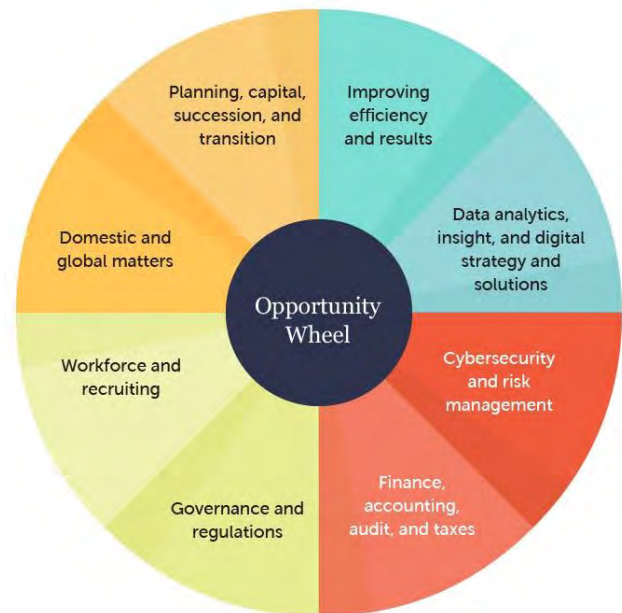 Planning, capital,
succession, and
transition
Improving
efficiency
and results
Data analytics,
insight, and digital
strategy and
solutions
Cybersecurity
and risk
management
Finance,
accounting,
audit, and taxes
Governance and
regulations
Workforce and
recruiting
Domestic and
global matters
Opportunity
Wheel